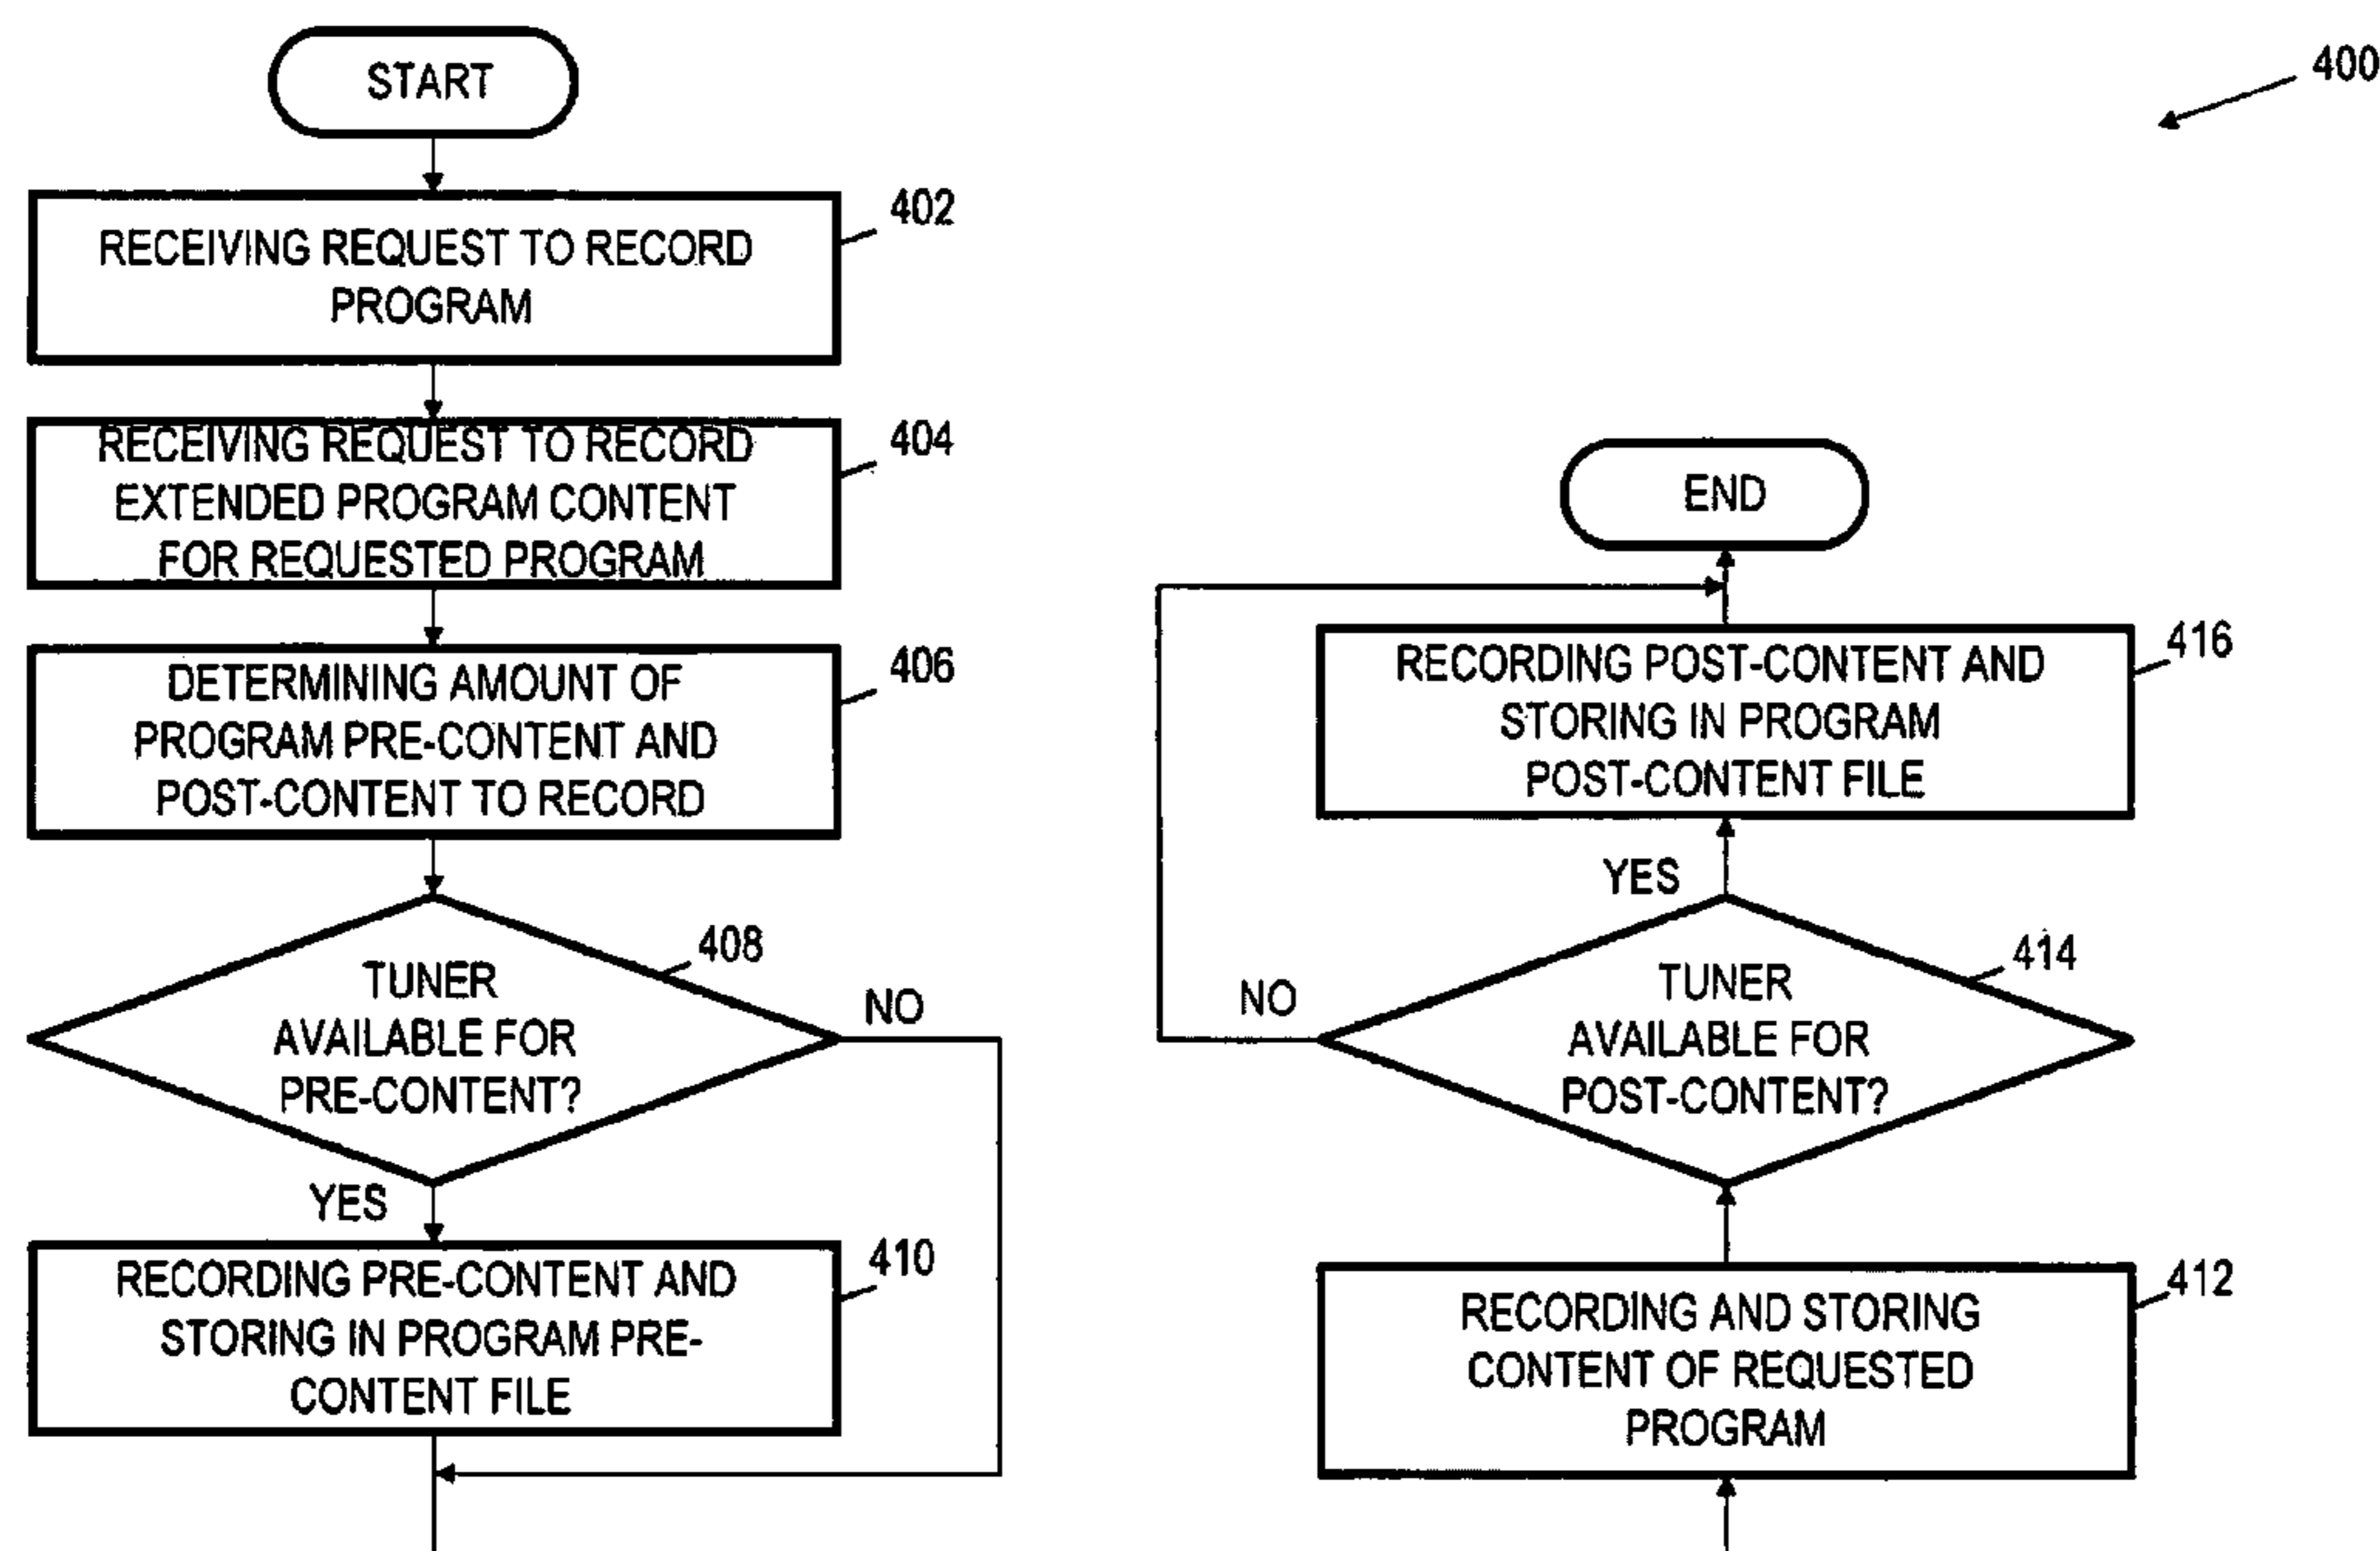 START
400
402
RECEIVING REQUEST TO RECORD
PROGRAM
404
RECEIVING REQUEST TO RECORD
EXTENDED PROGRAM CONTENT
FOR REQUESTED PROGRAM
406
DETERMINING AMOUNT OF
PROGRAM PRE-CONTENT AND
POST-CONTENT TO RECORD
408
TUNER
AVAILABLE FOR
PRE-CONTENT?
NO
YES
410
RECORDING PRE-CONTENT AND
STORING IN PROGRAM PRE-
CONTENT FILE
END
416
RECORDING POST-CONTENT AND
STORING IN PROGRAM
POST-CONTENT FILE
YES
414
NO
TUNER
AVAILABLE FOR
POST-CONTENT?
412
RECORDING AND STORING
CONTENT OF REQUESTED
PROGRAM